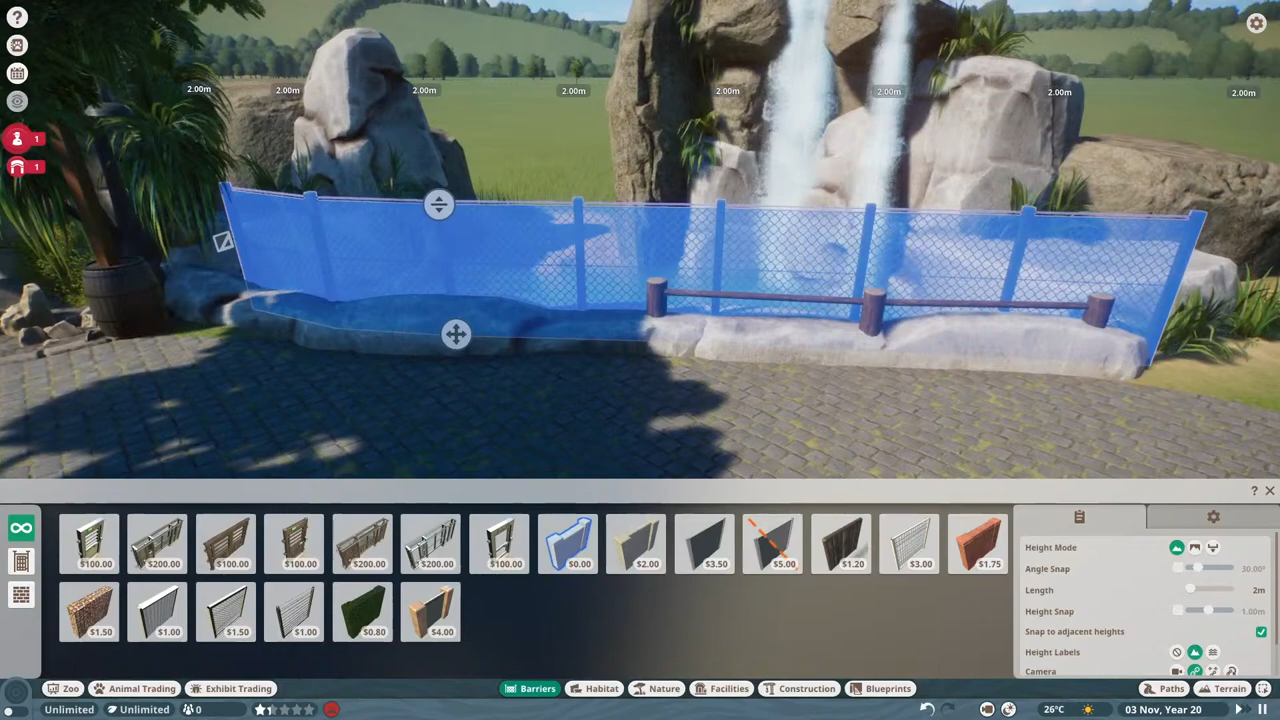 ?
2.00m 2.00m 2.00m 2.00m 2.00m 2.00m 2.00m 2.00m
1
1
? ×
$100.00 $200.00 $100.00 $100.00 $200.00 $200.00 $100.00 $0.00 $2.00 $3.50 $5.00 $1.20 $3.00 $1.75
$1.50 $1.00 $1.50 $1.00 $0.80 $4.00
Height Mode
Angle Snap 30.00°
Length 2m
Height Snap 1.00m
Snap to adjacent heights
Height Labels
Camera
Zoo Animal Trading Exhibit Trading Barriers Habitat Nature Facilities Construction Blueprints Paths Terrain
Unlimited Unlimited 0 26°C 03 Nov, Year 20